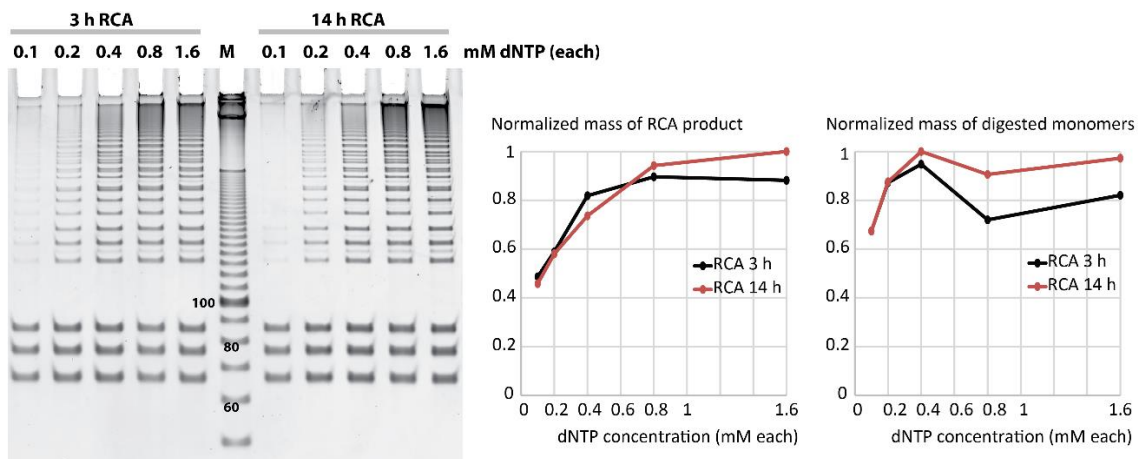 3 h RCA 14 h RCA
0.1 0.2 0.4 0.8 1.6 M 0.1 0.2 0.4 0.8 1.6 mM dNTP (each)
100
80
60
Normalized mass of RCA product
1
0.8
0.6
0.4
0.2
0
RCA 3 h
RCA 14 h
0 0.2 0.4 0.6 0.8 1 1.6
dNTP concentration (mM each)
Normalized mass of digested monomers
1
0.8
0.6
0.4
0.2
0
RCA 3 h
RCA 14 h
0 0.2 0.4 0.6 0.8 1 1.6
dNTP concentration (mM each)